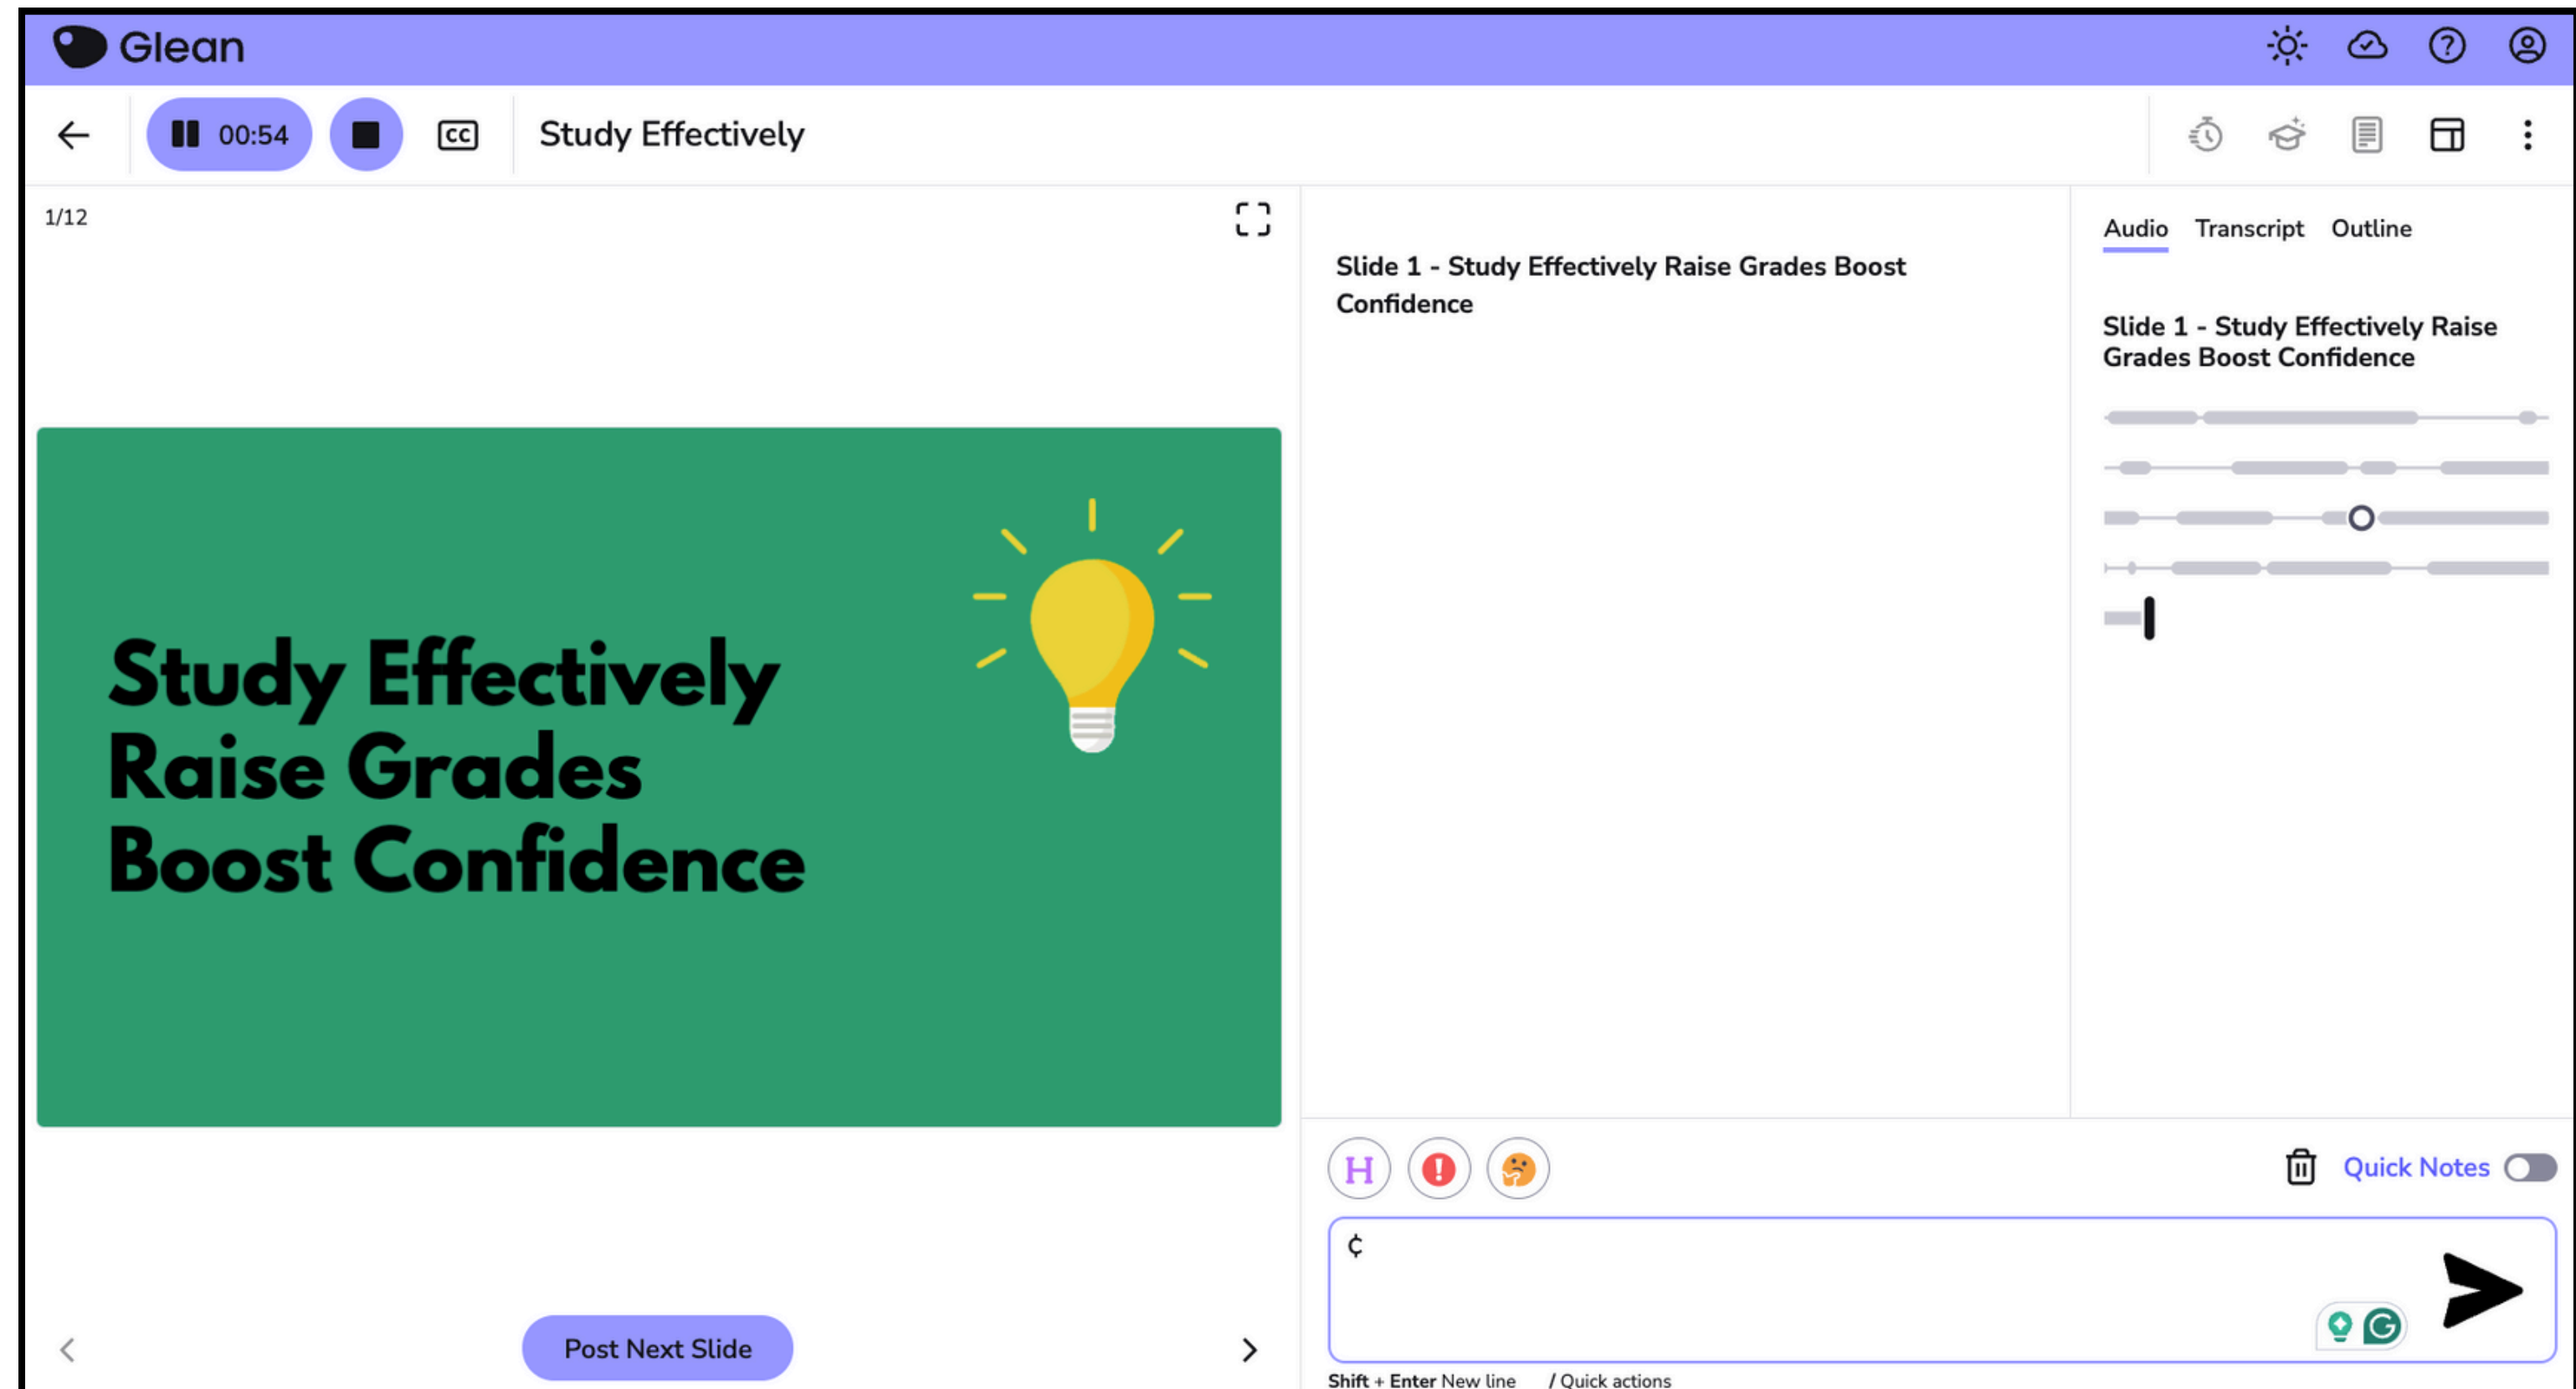 Glean
00:54
CC
Study Effectively
1/12
Study Effectively
Raise Grades
Boost Confidence
Post Next Slide
Slide 1 - Study Effectively Raise Grades Boost
Confidence
Audio Transcript Outline
Slide 1 - Study Effectively Raise
Grades Boost Confidence
H
Quick Notes
¢
Shift + Enter New line / Quick actions